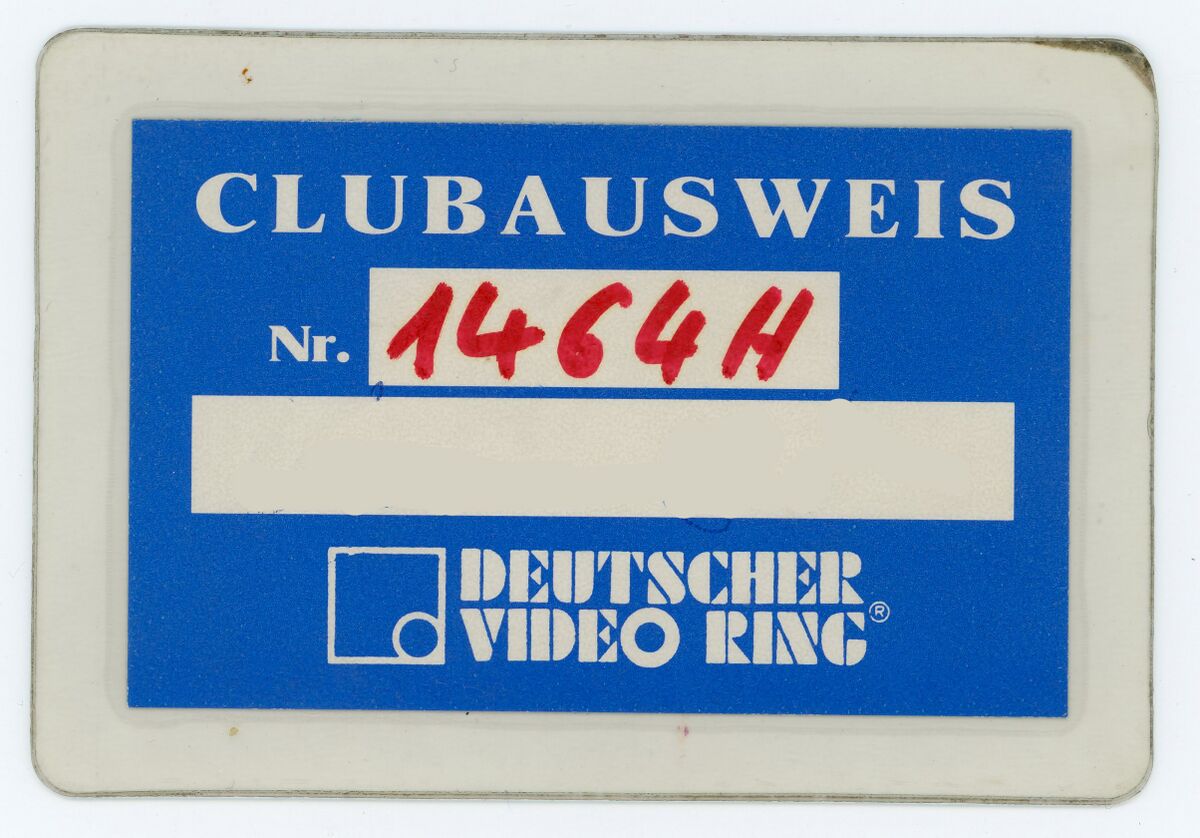 CLUBAUSWEIS
Nr. 1464H
DEUTSCHER
VIDEO RING®